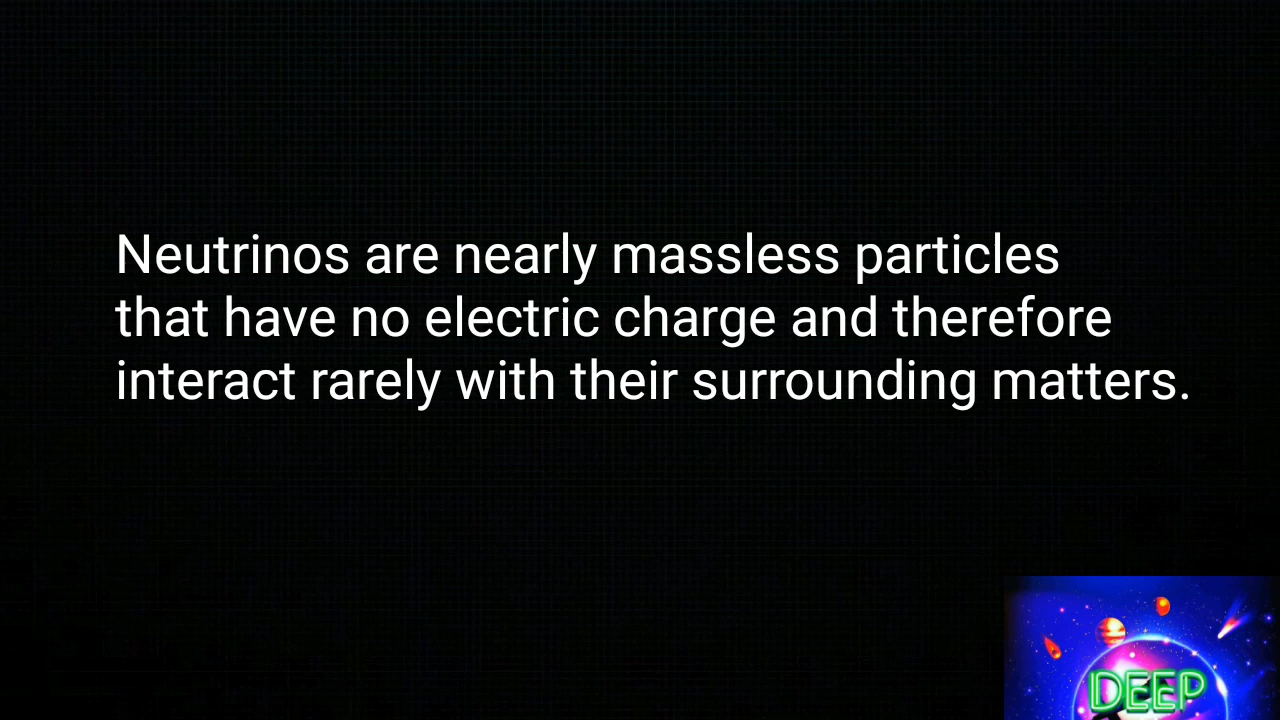 Neutrinos are nearly massless particles
that have no electric charge and therefore
interact rarely with their surrounding matters.
DEEP